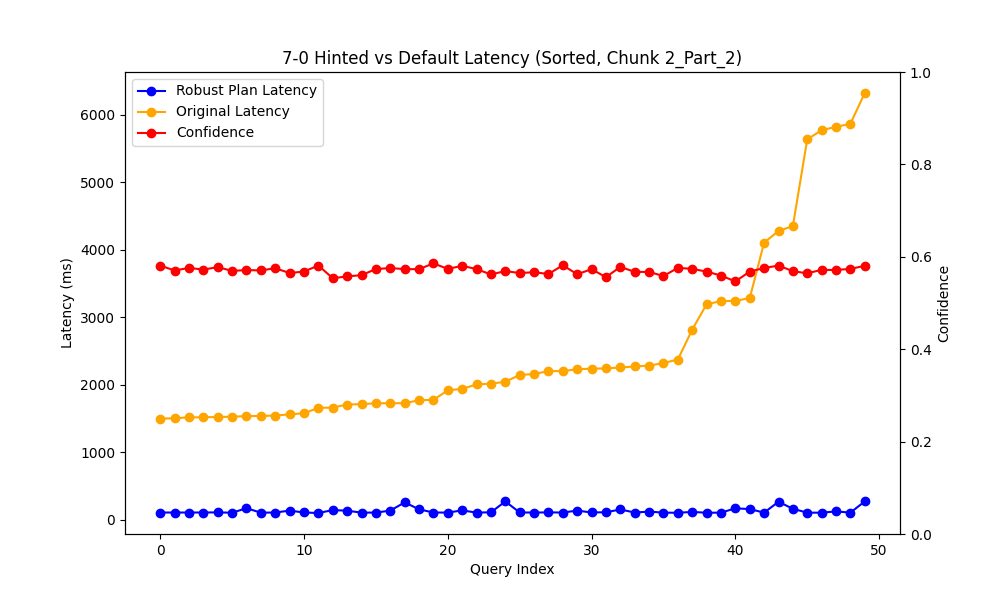 7-0 Hinted vs Default Latency (Sorted, Chunk 2_Part_2)
Robust Plan Latency
Original Latency
Confidence
Latency (ms)
6000
5000
4000
3000
2000
1000
0
1.0
0.8
0.6
0.4
0.2
0.0
Confidence
0 10 20 30 40 50
Query Index